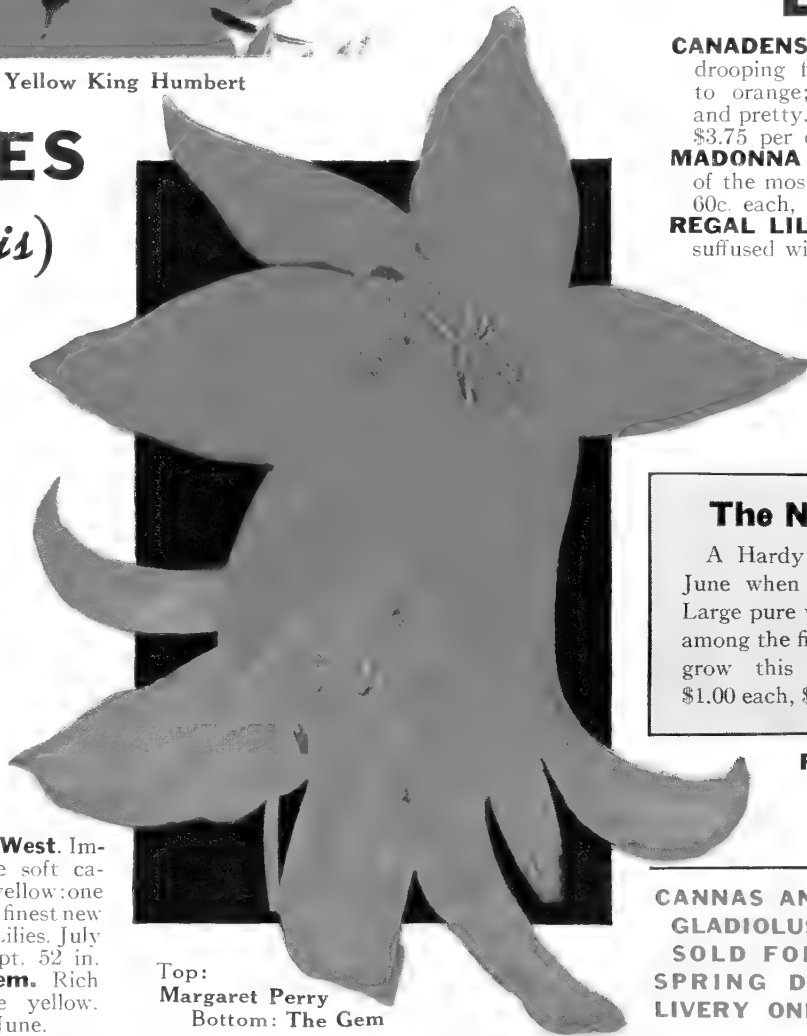 Yellow King Humbert
ES
is)
West. Im-
soft ca-
yellow; one
finest new
Lilies. July
pt. 52 in.
em. Rich
yellow.
June.
Top:
Margaret Perry
Bottom: The Gem
CANADENS
drooping f
to orange;
and pretty.
$3.75 per
MADONNA
of the mos
60c. each,
REGAL LIL
suffused wi
The N
A Hardy
June when
Large pure
among the fi
grow this
$1.00 each, $
CANNAS AN
GLADIOLUS
SOLD FO
SPRING D
LIVERY ON